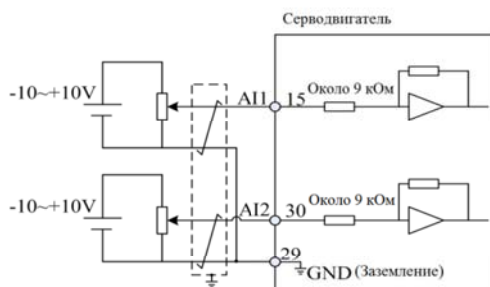 Серводвигатель
-10~+10V
AI1
15
Около 9 кОм
-10~+10V
AI2
30
Около 9 кОм
29
GND (Заземление)